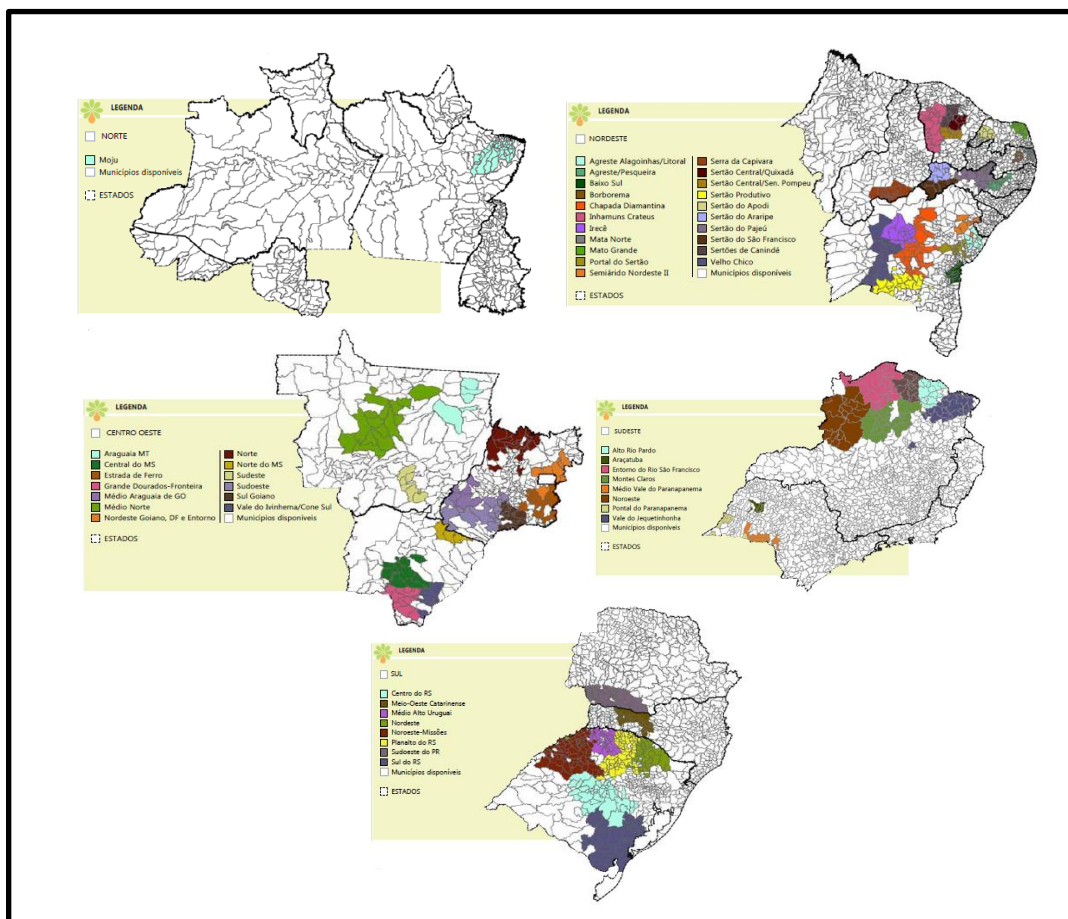 LEGENDA
NORTE
Moju
Municípios disponíveis
ESTADOS
LEGENDA
NORDESTE
Agreste Alagoinhas/Litoral
Agreste/Pesqueira
Baixo Sul
Borborema
Chapada Diamantina
Inhamuns Crateus
Irecê
Mata Norte
Mato Grande
Portal do Sertão
Semiárido Nordeste II
Serra da Capivara
Sertão Central/Quixadá
Sertão Central/Sen. Pompeu
Sertão Produtivo
Sertão do Apodi
Sertão do Araripe
Sertão do Pajeú
Sertão do São Francisco
Sertões de Canindé
Velho Chico
Municípios disponíveis
ESTADOS
LEGENDA
CENTRO OESTE
Araguaia MT
Central do MS
Estrada de Ferro
Grande Dourados-Fronteira
Médio Araguaia de GO
Médio Norte
Nordeste Goiano, DF e Entorno
Norte
Norte do MS
Sudeste
Sudoeste
Sul Goiano
Vale do Ivinhema/Cone Sul
Municípios disponíveis
ESTADOS
LEGENDA
SUDESTE
Alto Rio Pardo
Araçatuba
Entorno do Rio São Francisco
Montes Claros
Médio Vale do Paranapanema
Noroeste
Pontal do Paranapanema
Vale do Jequetinhonha
Municípios disponíveis
ESTADOS
LEGENDA
SUL
Centro do RS
Meio-Oeste Catarinense
Médio Alto Uruguai
Nordeste
Noroeste-Missões
Planalto do RS
Sudoeste do PR
Sul do RS
Municípios disponíveis
ESTADOS